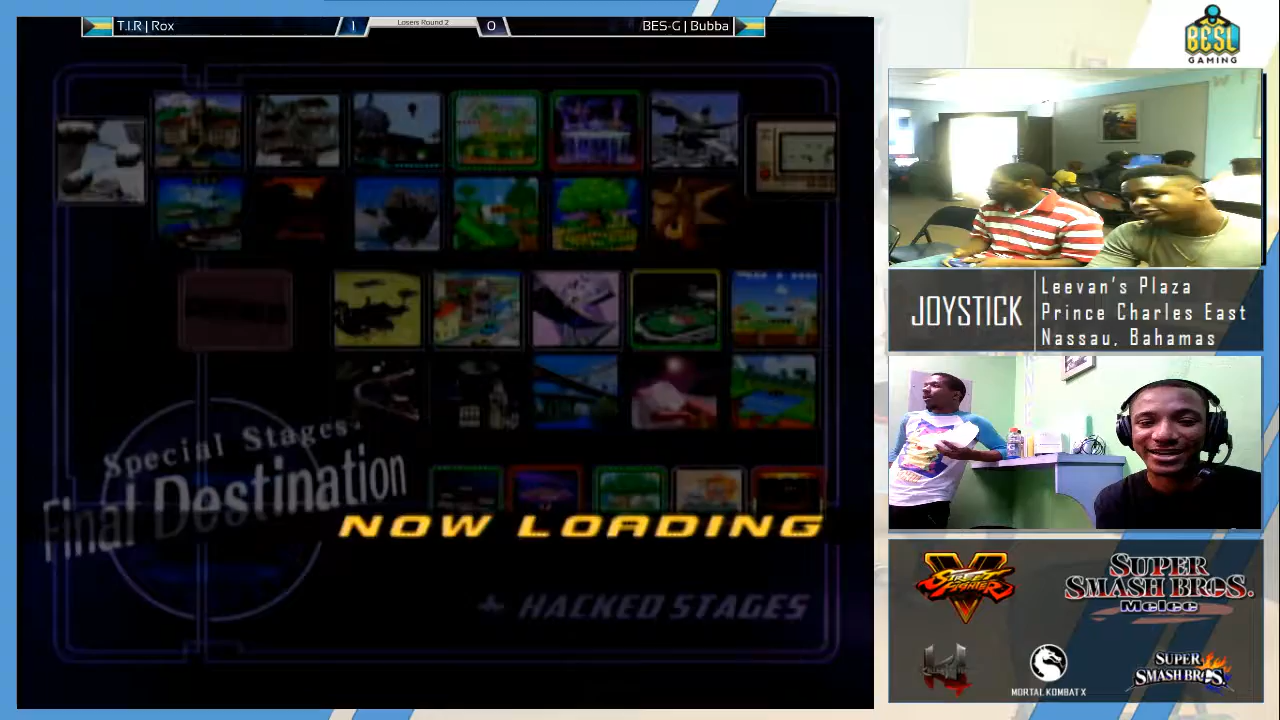 T.I.R | Rox
1
Losers Round 2
0
BES-G | Bubba
BESL
GAMING
Special Stages
Final Destination
NOW LOADING
HACKED STAGES
JOYSTICK
Leevan's Plaza
Prince Charles East
Nassau, Bahamas
STREET
FIGHTER
V
SUPER
SMASH BROS.
Melee
MORTAL KOMBAT X
SUPER
SMASH BROS.